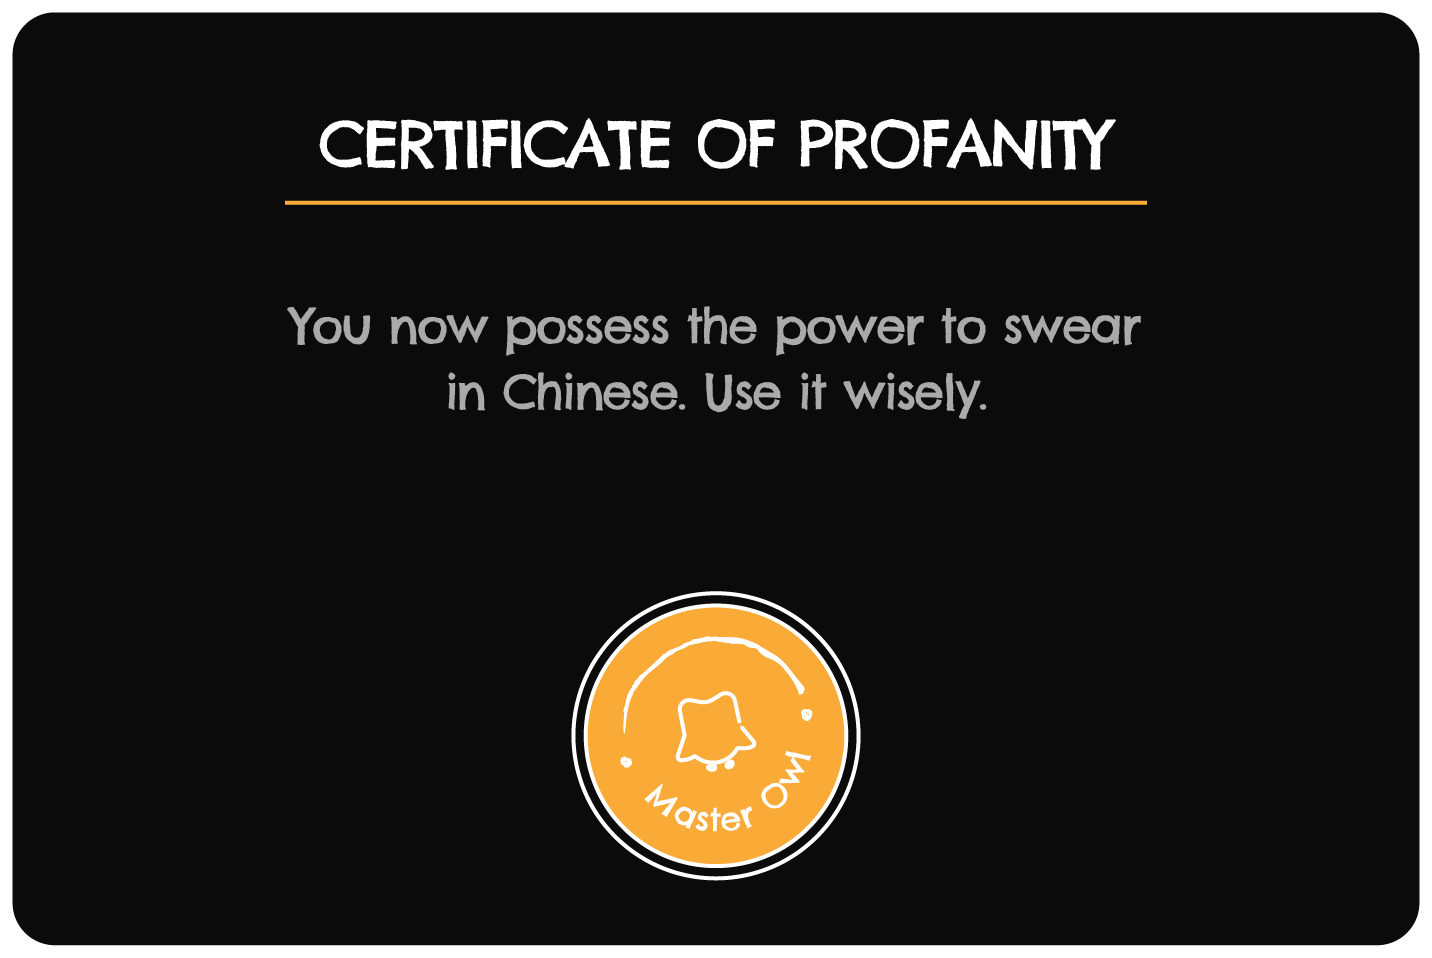 CERTIFICATE OF PROFANITY
You now possess the power to swear
in Chinese. Use it wisely.
Master Owl